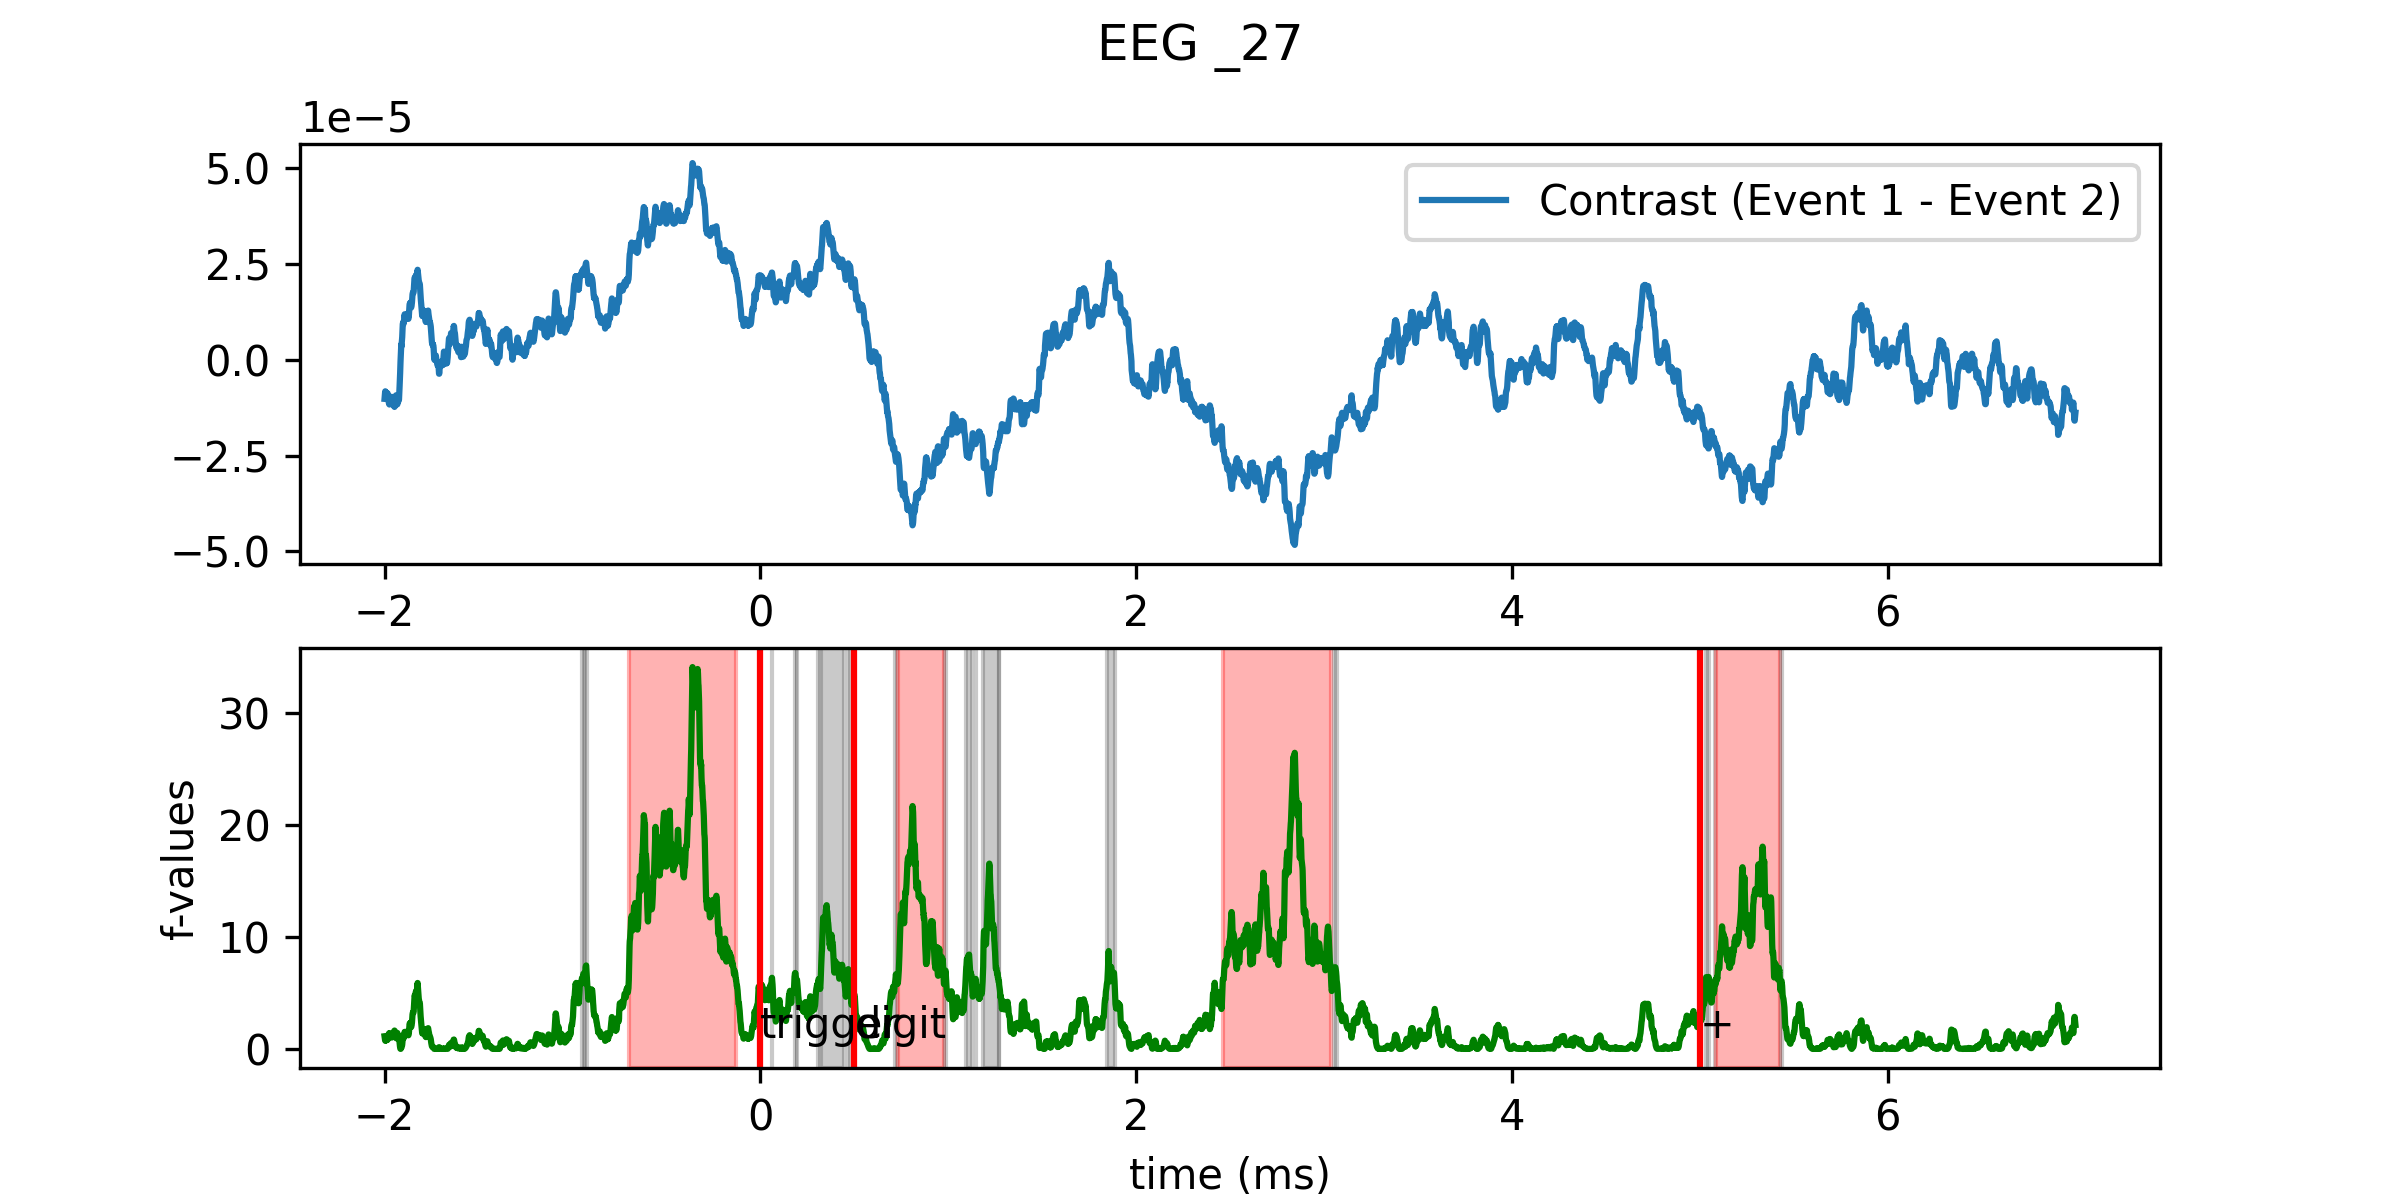 EEG _27
1e−5
Contrast (Event 1 - Event 2)
5.0
2.5
0.0
−2.5
−5.0
−2 0 2 4 6
f-values
30
20
10
0
trigger digit +
−2 0 2 4 6
time (ms)